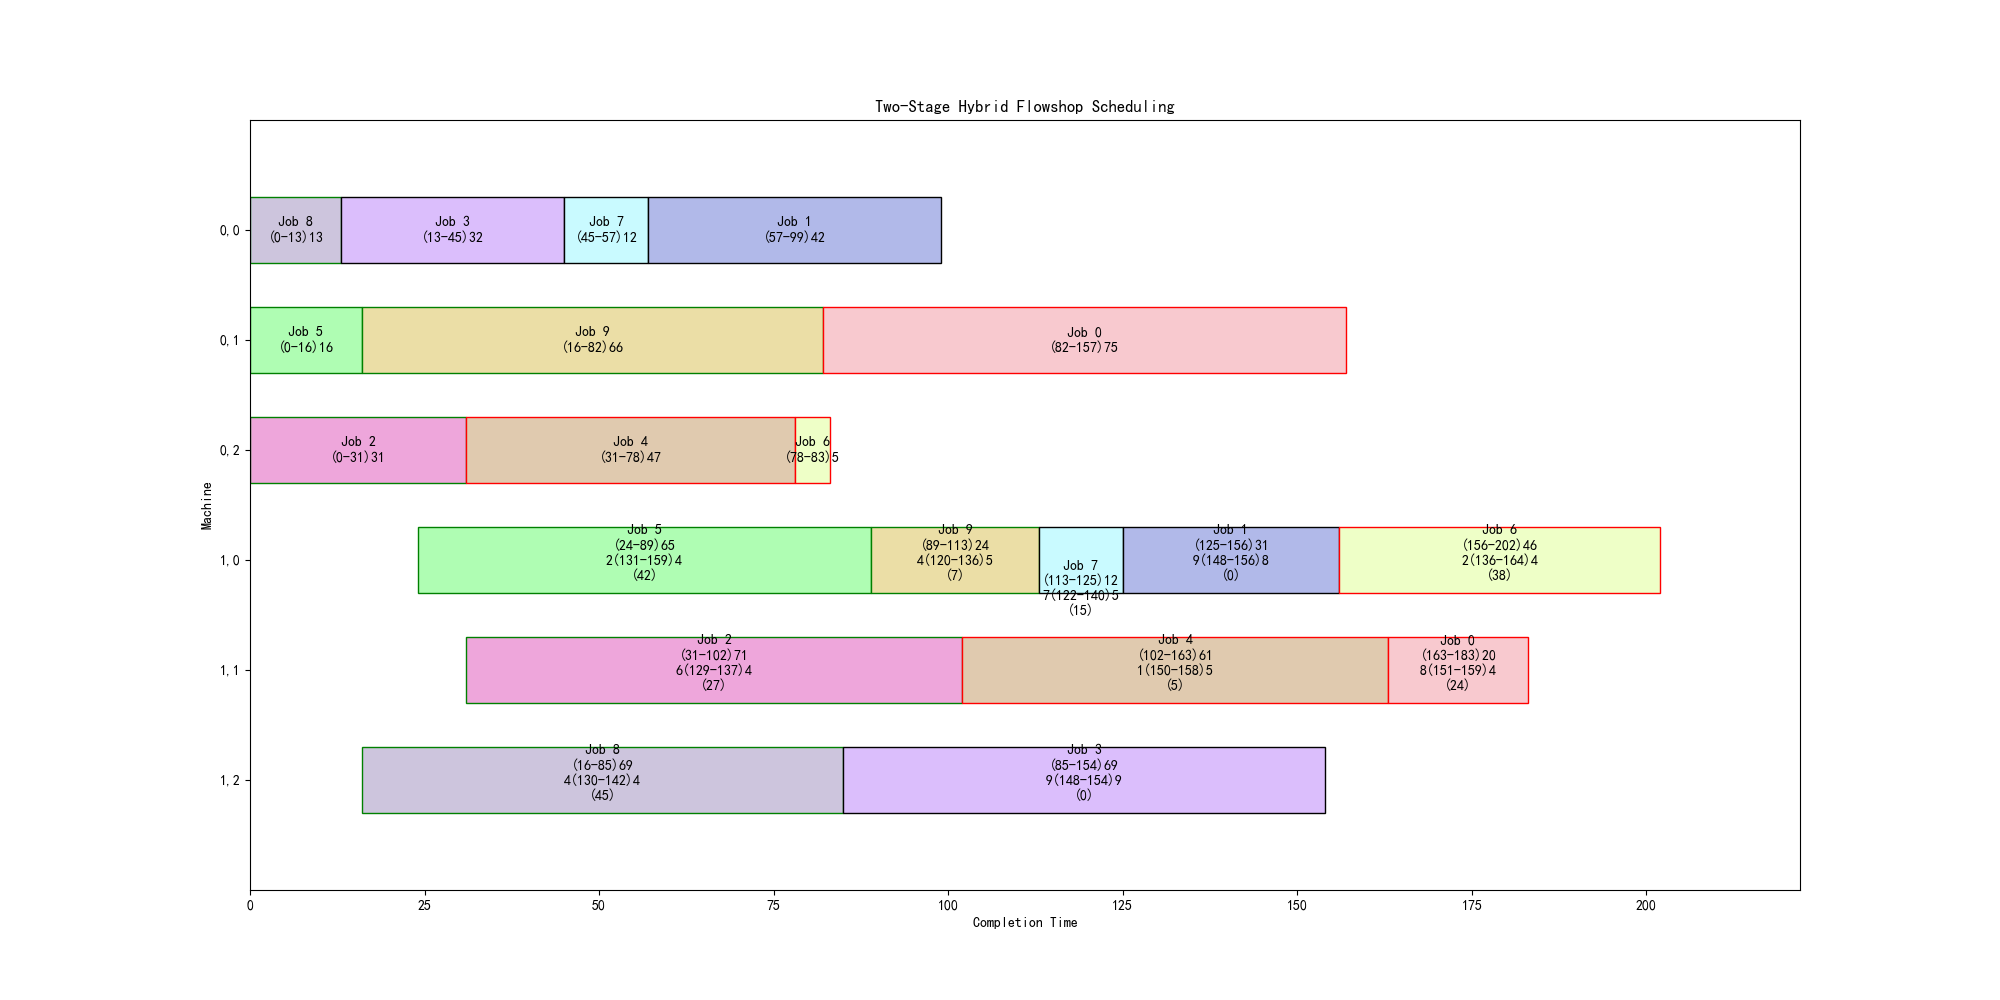 Two-Stage Hybrid Flowshop Scheduling
Machine
0,0
Job 8
(0-13)13
Job 3
(13-45)32
Job 7
(45-57)12
Job 1
(57-99)42
0,1
Job 5
(0-16)16
Job 9
(16-82)66
Job 0
(82-157)75
0,2
Job 2
(0-31)31
Job 4
(31-78)47
Job 6
(78-83)5
1,0
Job 5
(24-89)65
2(131-159)4
(42)
Job 9
(89-113)24
4(120-136)5
(7)
Job 7
(113-125)12
7(122-140)5
(15)
Job 1
(125-156)31
9(148-156)8
(0)
Job 6
(156-202)46
2(136-164)4
(38)
1,1
Job 2
(31-102)71
6(129-137)4
(27)
Job 4
(102-163)61
1(150-158)5
(5)
Job 0
(163-183)20
8(151-159)4
(24)
1,2
Job 8
(16-85)69
4(130-142)4
(45)
Job 3
(85-154)69
9(148-154)9
(0)
0 25 50 75 100 125 150 175 200
Completion Time